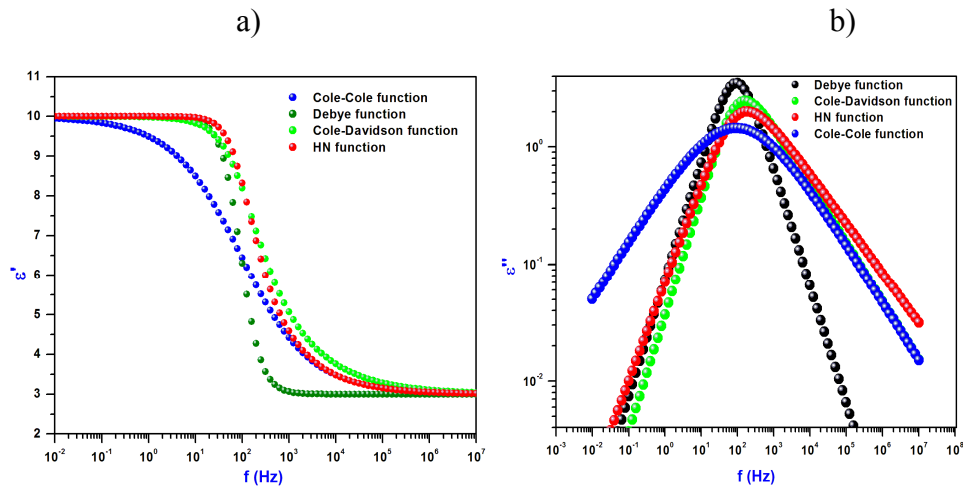 a)
11
10
9
8
7
6
5
4
3
2
ε'
Cole-Cole function
Debye function
Cole-Davidson function
HN function
10⁻² 10⁻¹ 10⁰ 10¹ 10² 10³ 10⁴ 10⁵ 10⁶ 10⁷
f (Hz)
b)
10⁰
10⁻¹
10⁻²
ε''
Debye function
Cole-Davidson function
HN function
Cole-Cole function
10⁻³ 10⁻² 10⁻¹ 10⁰ 10¹ 10² 10³ 10⁴ 10⁵ 10⁶ 10⁷ 10⁸
f (Hz)